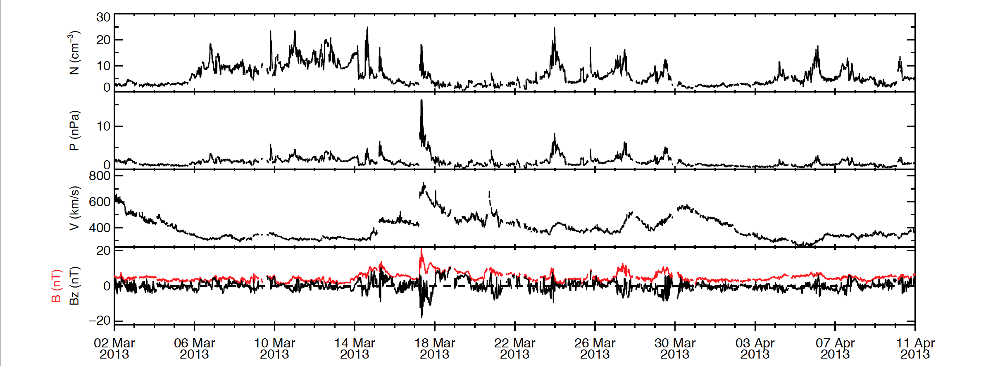 30
20
10
0
N (cm⁻³)
10
0
P (nPa)
800
600
400
V (km/s)
20
0
−20
B (nT)
Bz (nT)
02 Mar 06 Mar 10 Mar 14 Mar 18 Mar 22 Mar 26 Mar 30 Mar 03 Apr 07 Apr 11 Apr
2013 2013 2013 2013 2013 2013 2013 2013 2013 2013 2013